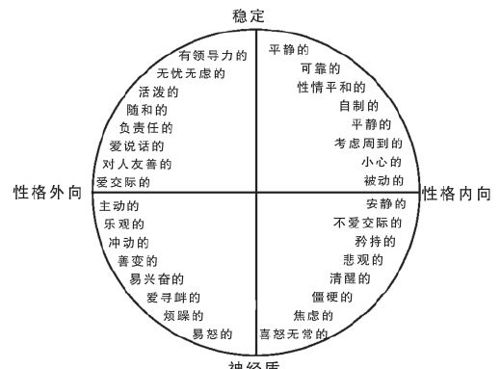 稳定
有领导力的
无忧无虑的
活泼的
随和的
负责任的
爱说话的
对人友善的
爱交际的
平静的
可靠的
性情平和的
自制的
平静的
考虑周到的
小心的
被动的
性格外向
性格内向
主动的
乐观的
冲动的
善变的
易兴奋的
爱寻衅的
烦躁的
易怒的
安静的
不爱交际的
矜持的
悲观的
清醒的
僵硬的
焦虑的
喜怒无常的
神经质